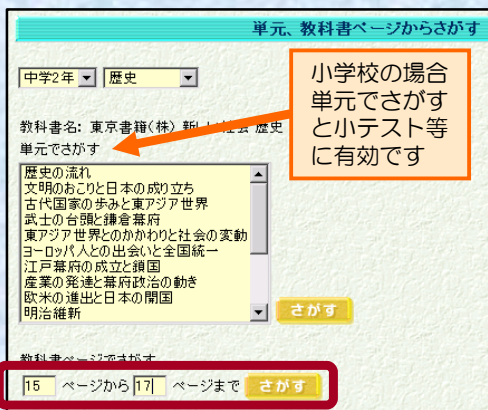 単元、教科書ページからさがす
中学2年 歴史
小学校の場合
単元でさがす
と小テスト等
に有効です
教科書名: 東京書籍(株) 新しい社会 歴史
単元でさがす
歴史の流れ
文明のおこりと日本の成り立ち
古代国家の歩みと東アジア世界
武士の台頭と鎌倉幕府
東アジア世界とのかかわりと社会の変動
ヨーロッパ人との出会いと全国統一
江戸幕府の成立と鎖国
産業の発達と幕府政治の動き
欧米の進出と日本の開国
明治維新
さがす
教科書ページでさがす
15 ページから 17 ページまで さがす